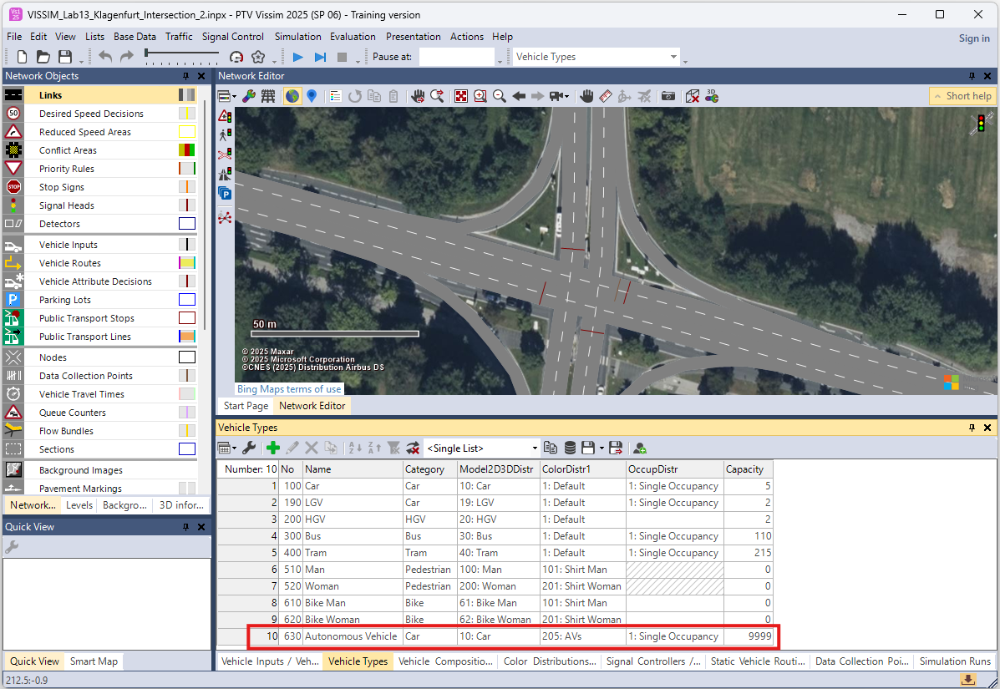 VISSIM_Lab13_Klagenfurt_Intersection_2.inpx - PTV Vissim 2025 (SP 06) - Training version
File Edit View Lists Base Data Traffic Signal Control Simulation Evaluation Presentation Actions Help
Sign in
Pause at: Vehicle Types
Network Objects
Links
50 Desired Speed Decisions
Reduced Speed Areas
Conflict Areas
Priority Rules
STOP Stop Signs
Signal Heads
Detectors
Vehicle Inputs
Vehicle Routes
Vehicle Attribute Decisions
P Parking Lots
Public Transport Stops
Public Transport Lines
Nodes
Data Collection Points
Vehicle Travel Times
Queue Counters
Flow Bundles
Sections
Background Images
Pavement Markings
Network... Levels Backgro... 3D infor...
Quick View
Quick View Smart Map
Network Editor
3D
Short help
P
50 m
© 2025 Maxar
© 2025 Microsoft Corporation
©CNES (2025) Distribution Airbus DS
Bing Maps terms of use
Start Page Network Editor
Vehicle Types
<Single List>
Number: 10 No Name Category Model2D3DDistr ColorDistr1 OccupDistr Capacity
1 100 Car Car 10: Car 1: Default 1: Single Occupancy 5
2 190 LGV Car 19: LGV 1: Default 1: Single Occupancy 2
3 200 HGV HGV 20: HGV 1: Default 2
4 300 Bus Bus 30: Bus 1: Default 1: Single Occupancy 110
5 400 Tram Tram 40: Tram 1: Default 1: Single Occupancy 215
6 510 Man Pedestrian 100: Man 101: Shirt Man 0
7 520 Woman Pedestrian 200: Woman 201: Shirt Woman 0
8 610 Bike Man Bike 61: Bike Man 101: Shirt Man 0
9 620 Bike Woman Bike 62: Bike Woman 201: Shirt Woman 0
10 630 Autonomous Vehicle Car 10: Car 205: AVs 1: Single Occupancy 9999
Vehicle Inputs / Veh... Vehicle Types Vehicle Compositio... Color Distributions... Signal Controllers /... Static Vehicle Routi... Data Collection Poi... Simulation Runs
212.5:-0.9